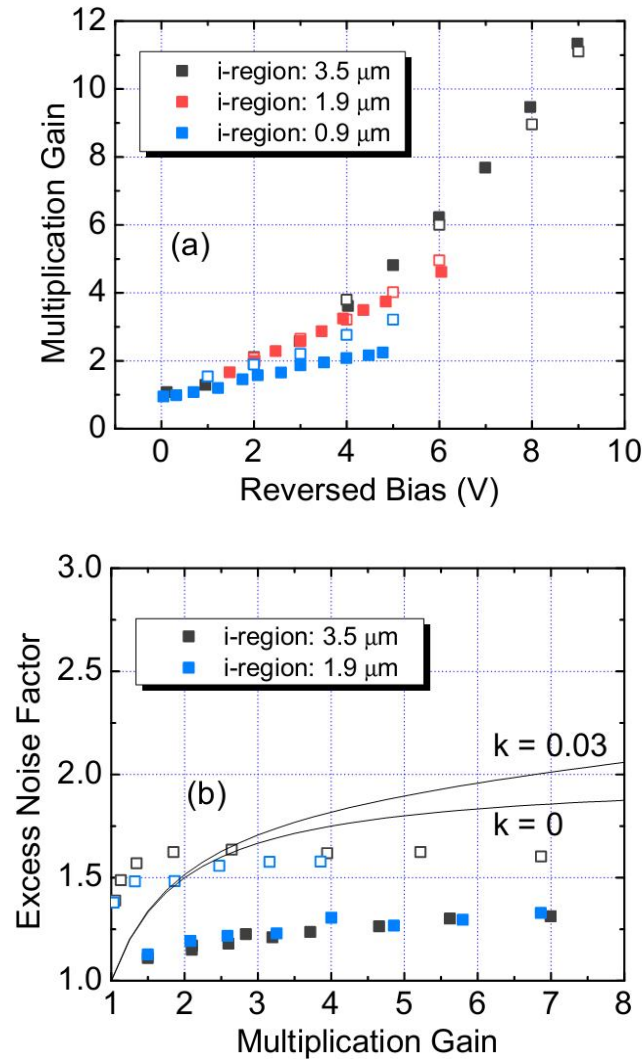 12
10
8
6
4
2
0
Multiplication Gain
i-region: 3.5 μm
i-region: 1.9 μm
i-region: 0.9 μm
(a)
0 2 4 6 8 10
Reversed Bias (V)
3.0
2.5
2.0
1.5
1.0
Excess Noise Factor
i-region: 3.5 μm
i-region: 1.9 μm
(b)
k = 0.03
k = 0
1 2 3 4 5 6 7 8
Multiplication Gain